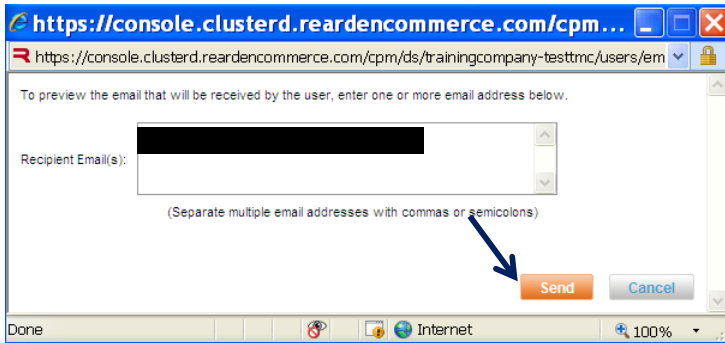 https://console.clusterd.reardencommerce.com/cpm...
https://console.clusterd.reardencommerce.com/cpm/ds/trainingcompany-testtmc/users/em
To preview the email that will be received by the user, enter one or more email address below.
Recipient Email(s):
(Separate multiple email addresses with commas or semicolons)
Send Cancel
Done Internet 100%